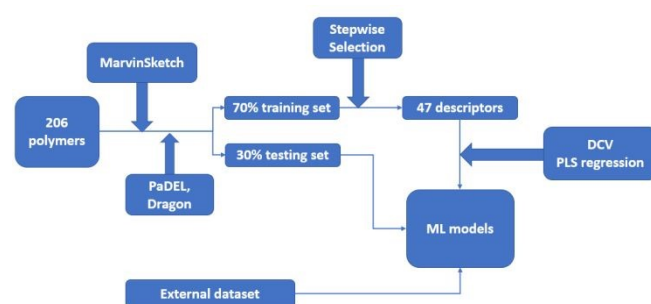 Stepwise
Selection
MarvinSketch
206
polymers
70% training set
47 descriptors
30% testing set
DCV
PLS regression
PaDEL,
Dragon
ML models
External dataset